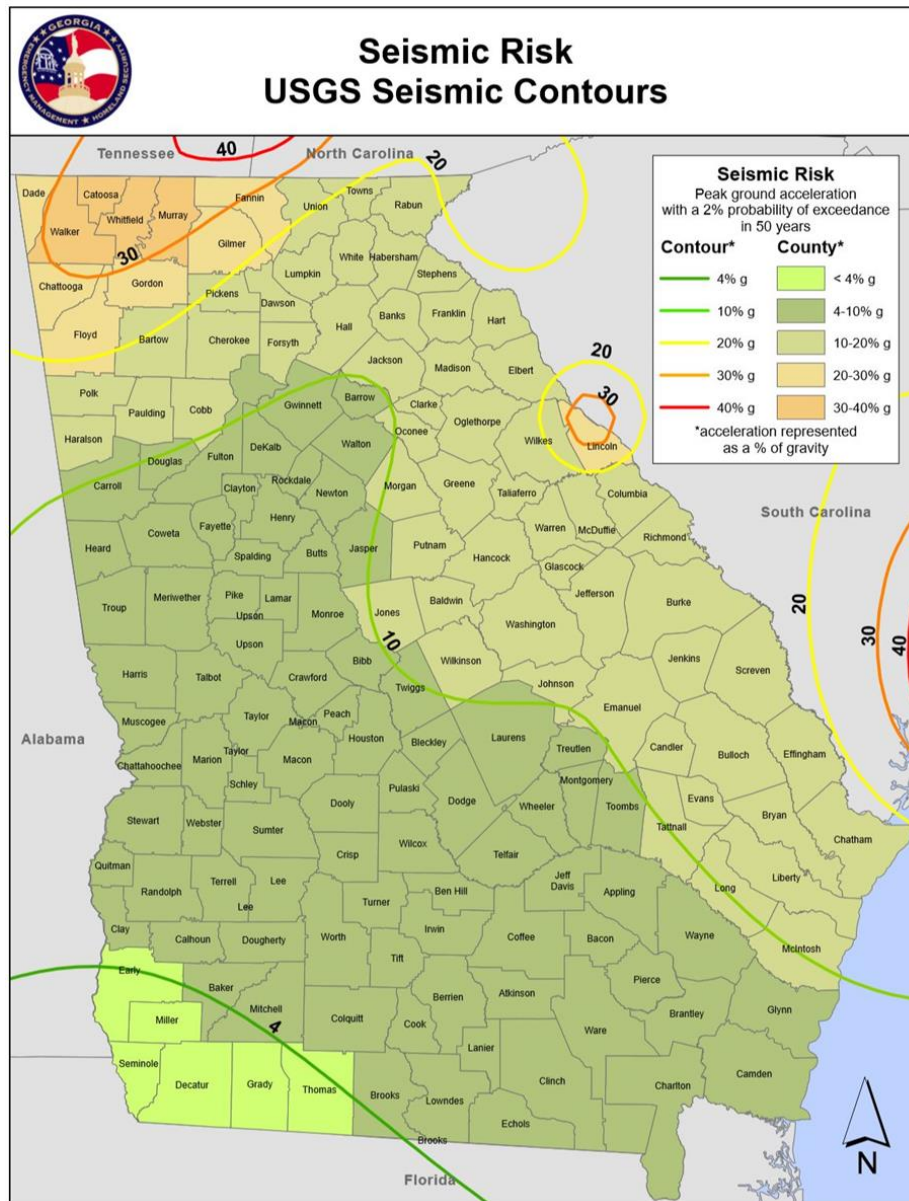 GEORGIA
EMERGENCY MANAGEMENT
HOMELAND SECURITY
Seismic Risk
USGS Seismic Contours
Tennessee
40
North Carolina
20
Seismic Risk
Peak ground acceleration
with a 2% probability of exceedance
in 50 years
Contour*
County*
4% g
< 4% g
10% g
4-10% g
20% g
10-20% g
30% g
20-30% g
40% g
30-40% g
*acceleration represented
as a % of gravity
Dade
Catoosa
Fannin
Towns
Union
Rabun
Whitfield
Murray
Walker
Gilmer
30
White
Habersham
Lumpkin
Stephens
Chattooga
Gordon
Pickens
Dawson
Banks
Franklin
Hart
Floyd
Bartow
Cherokee
Forsyth
Hall
Jackson
Madison
Elbert
20
30
Polk
Paulding
Cobb
Gwinnett
Barrow
Clarke
Oconee
Oglethorpe
Wilkes
Lincoln
Haralson
Douglas
Fulton
DeKalb
Walton
Carroll
Clayton
Rockdale
Newton
Morgan
Greene
Taliaferro
Columbia
South Carolina
Coweta
Fayette
Henry
Heard
Spalding
Butts
Jasper
Putnam
Hancock
Warren
McDuffie
Richmond
Glascock
Troup
Meriwether
Pike
Upson
Lamar
Monroe
Jones
Baldwin
Jefferson
Burke
20
30
40
Upson
10
Washington
Harris
Talbot
Crawford
Bibb
Twiggs
Wilkinson
Johnson
Jenkins
Screven
Muscogee
Taylor
Macon
Peach
Houston
Emanuel
Alabama
Chattahoochee
Marion
Taylor
Macon
Bleckley
Laurens
Treutlen
Candler
Bulloch
Effingham
Schley
Pulaski
Dodge
Montgomery
Evans
Stewart
Webster
Sumter
Dooly
Wheeler
Toombs
Tattnall
Bryan
Chatham
Quitman
Crisp
Wilcox
Telfair
Randolph
Terrell
Lee
Ben Hill
Jeff
Davis
Appling
Long
Liberty
Lee
Turner
Clay
Calhoun
Dougherty
Worth
Irwin
Coffee
Bacon
Wayne
McIntosh
Early
Baker
Tift
Pierce
Miller
Mitchell
4
Colquitt
Cook
Berrien
Atkinson
Ware
Brantley
Glynn
Seminole
Decatur
Grady
Thomas
Brooks
Lanier
Lowndes
Clinch
Echols
Charlton
Camden
Brooks
Florida
N